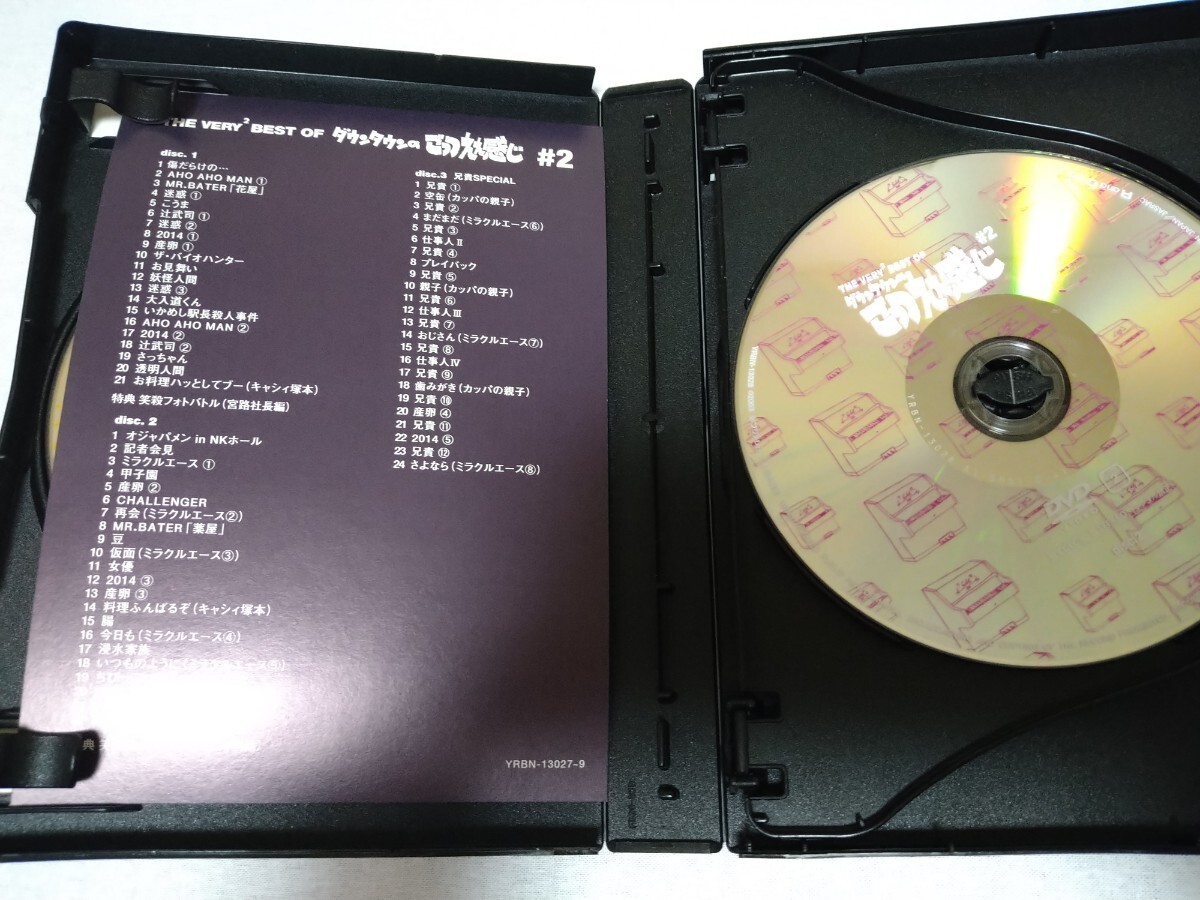 THE VERY² BEST OF ダウンタウンの ごっつええ感じ #2
disc. 1
1 傷だらけの…
2 AHO AHO MAN ①
3 MR.BATER「花屋」
4 迷惑 ①
5 こうま
6 辻武司 ①
7 迷惑 ②
8 2014 ①
9 産卵 ①
10 ザ・バイオハンター
11 お見舞い
12 妖怪人間
13 迷惑 ③
14 大入道くん
15 いかめし駅長殺人事件
16 AHO AHO MAN ②
17 2014 ②
18 辻武司 ②
19 さっちゃん
20 透明人間
21 お料理ハッとしてブー(キャシィ塚本)
特典 笑殺フォトバトル(宮路社長編)
disc. 2
1 オジャパメン in NKホール
2 記者会見
3 ミラクルエース ①
4 甲子園
5 産卵 ②
6 CHALLENGER
7 再会(ミラクルエース②)
8 MR.BATER「薬屋」
9 豆
10 仮面(ミラクルエース③)
11 女優
12 2014 ③
13 産卵 ③
14 料理ふんばるぞ(キャシィ塚本)
15 腸
16 今日も(ミラクルエース④)
17 浸水家族
18 いつものように(ミラクルエース⑤)
19
disc.3 兄貴SPECIAL
1 兄貴 ①
2 空缶(カッパの親子)
3 兄貴 ②
4 まだまだ(ミラクルエース⑥)
5 兄貴 ③
6 仕事人Ⅱ
7 兄貴 ④
8 プレイバック
9 兄貴 ⑤
10 親子(カッパの親子)
11 兄貴 ⑥
12 仕事人Ⅲ
13 兄貴 ⑦
14 おじさん(ミラクルエース⑦)
15 兄貴 ⑧
16 仕事人Ⅳ
17 兄貴 ⑨
18 歯みがき(カッパの親子)
19 兄貴 ⑩
20 産卵 ④
21 兄貴 ⑪
22 2014 ⑤
23 兄貴 ⑫
24 さよなら(ミラクルエース⑧)
YRBN-13027~9
THE VERY² BEST OF
ダウンタウンの #2
ごっつええ感じ
DVD